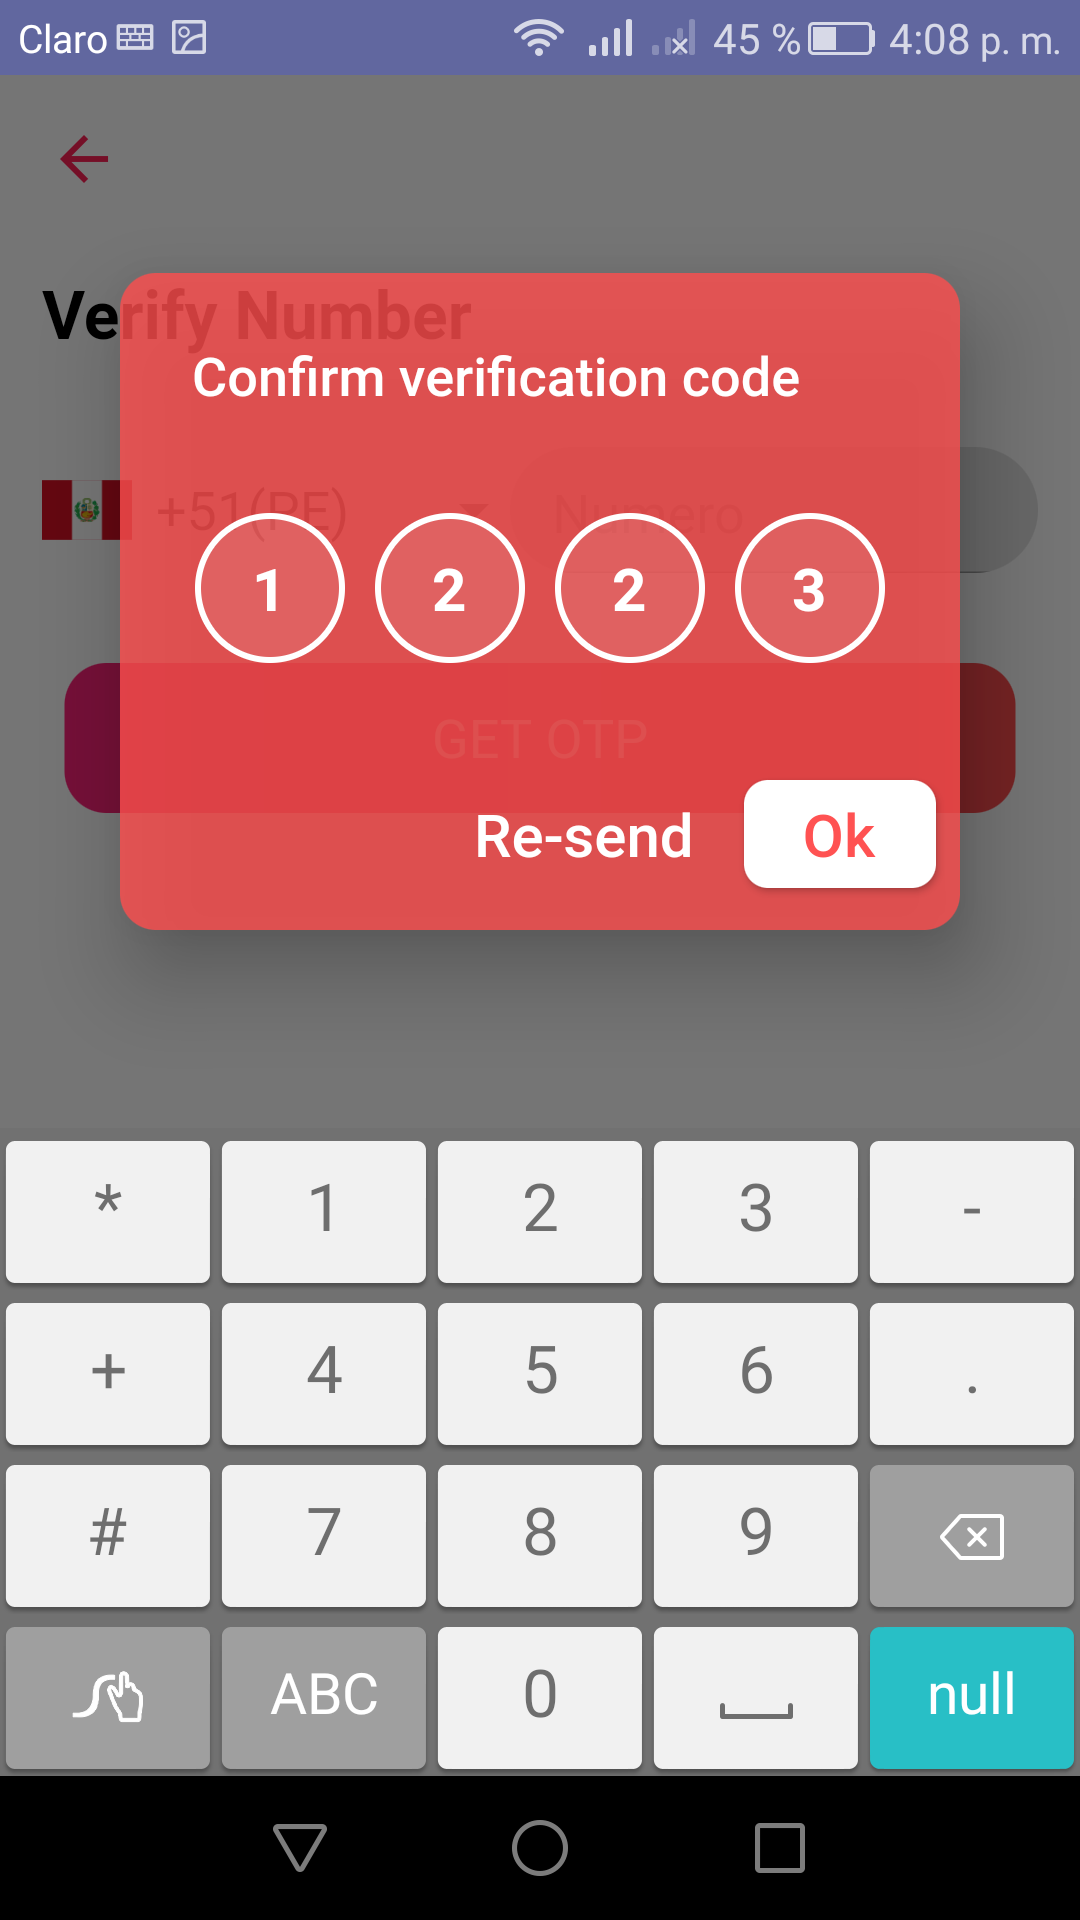 Claro 45 % 4:08 p. m.
Verify Number
Confirm verification code
+51(PE) Numero
1 2 2 3
GET OTP
Re-send Ok
* 1 2 3 -
+ 4 5 6 .
# 7 8 9
ABC 0 null